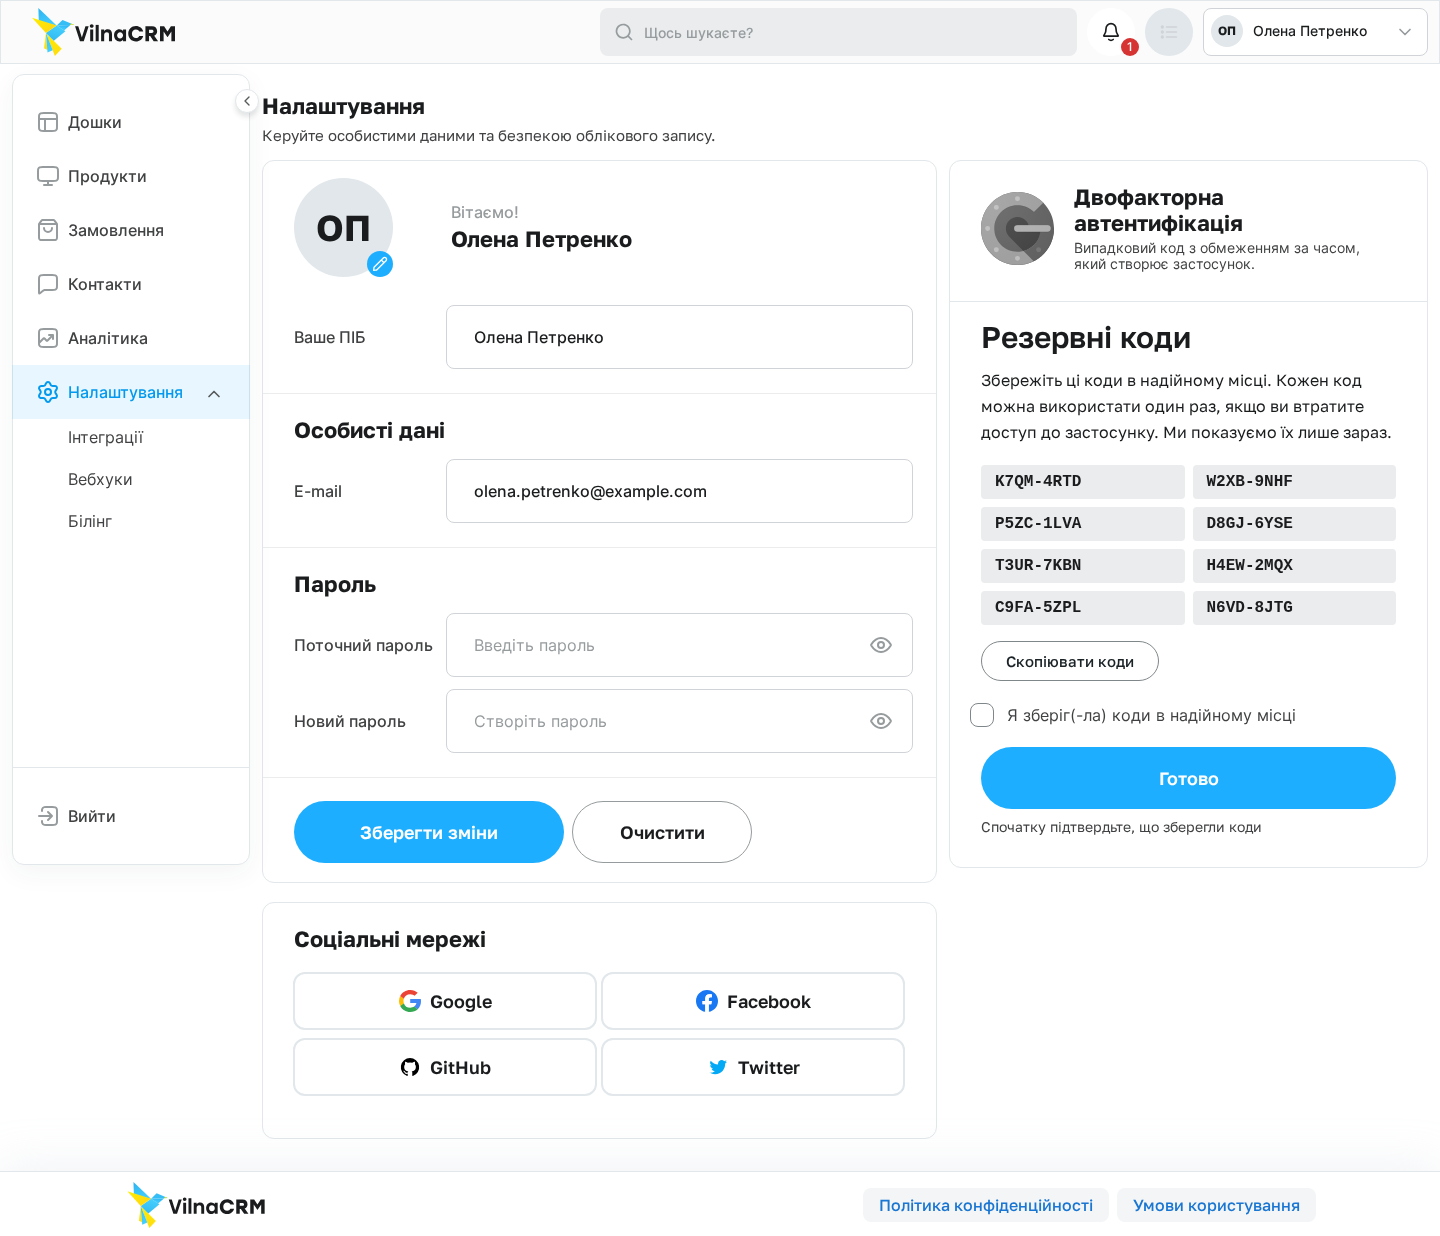 VilnaCRM
Щось шукаєте?
1
ОП
Олена Петренко
Дошки
Продукти
Замовлення
Контакти
Аналітика
Налаштування
Інтеграції
Вебхуки
Білінг
Вийти
Налаштування
Керуйте особистими даними та безпекою облікового запису.
ОП
Вітаємо!
Олена Петренко
Ваше ПІБ
Олена Петренко
Особисті дані
E-mail
olena.petrenko@example.com
Пароль
Поточний пароль
Введіть пароль
Новий пароль
Створіть пароль
Зберегти зміни
Очистити
Соціальні мережі
Google
Facebook
GitHub
Twitter
Двофакторна
автентифікація
Випадковий код з обмеженням за часом,
який створює застосунок.
Резервні коди
Збережіть ці коди в надійному місці. Кожен код
можна використати один раз, якщо ви втратите
доступ до застосунку. Ми показуємо їх лише зараз.
K7QM-4RTD
W2XB-9NHF
P5ZC-1LVA
D8GJ-6YSE
T3UR-7KBN
H4EW-2MQX
C9FA-5ZPL
N6VD-8JTG
Скопіювати коди
Я зберіг(-ла) коди в надійному місці
Готово
Спочатку підтвердьте, що зберегли коди
VilnaCRM
Політика конфіденційності
Умови користування